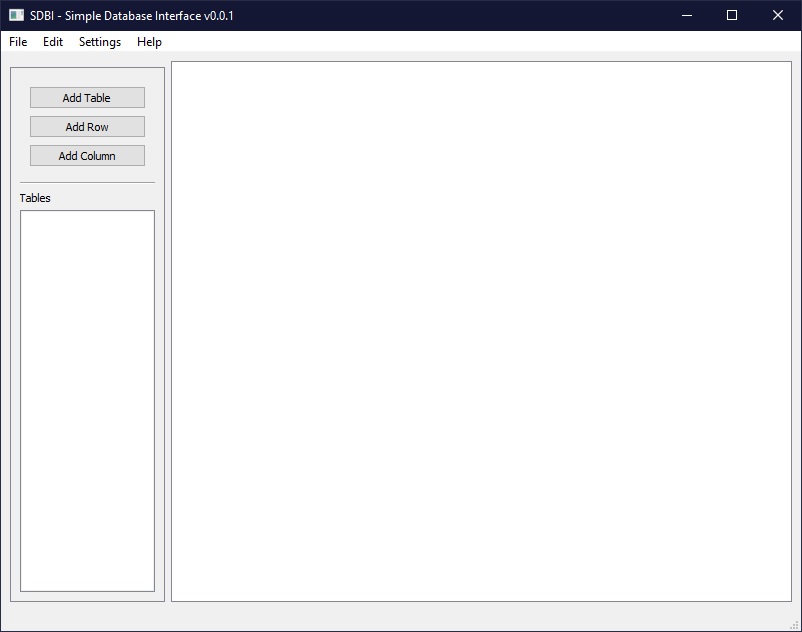 SDBI - Simple Database Interface v0.0.1
File Edit Settings Help
Add Table
Add Row
Add Column
Tables